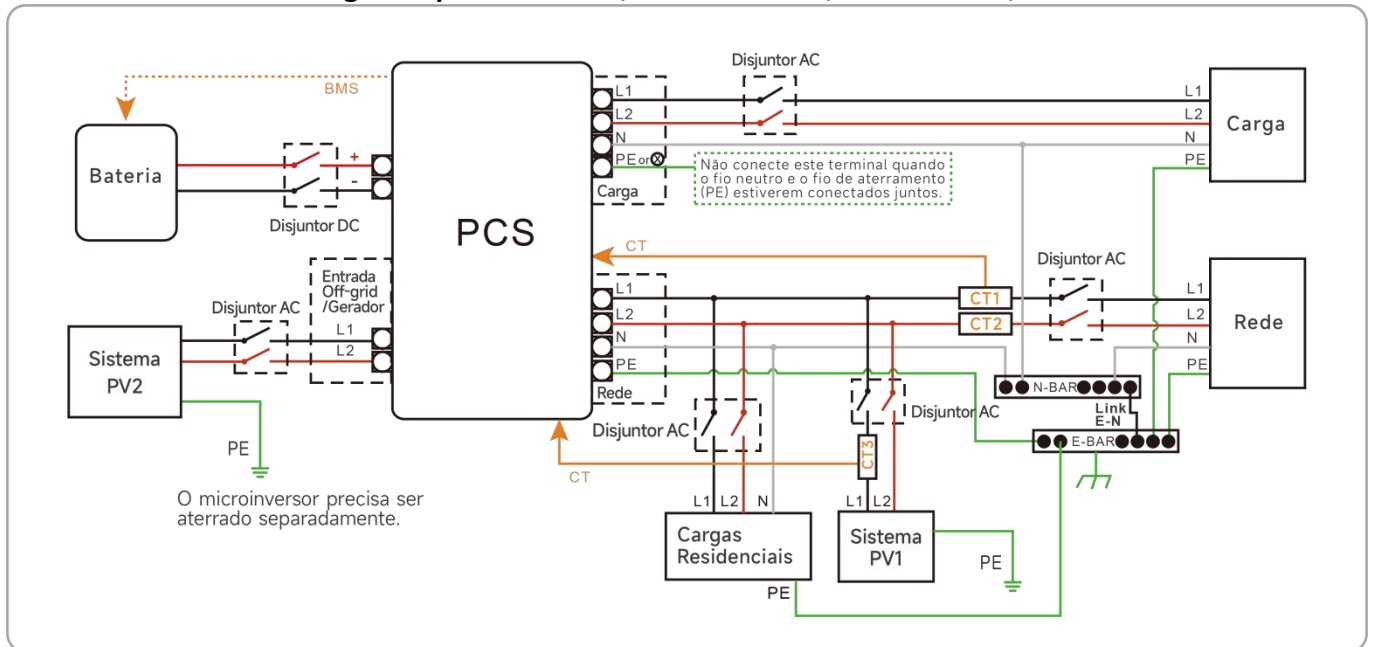 Disjuntor AC
BMS
L1
L2
N
PE or
Carga
L1
L2
N
PE
Carga
Não conecte este terminal quando
o fio neutro e o fio de aterramento
(PE) estiverem conectados juntos.
Bateria
+
-
Disjuntor DC
PCS
CT
Disjuntor AC
Entrada
Off-grid
/Gerador
L1
L2
Disjuntor AC
Sistema
PV2
PE
O microinversor precisa ser
aterrado separadamente.
L1
L2
N
PE
Rede
CT1
CT2
L1
L2
N
PE
Rede
N-BAR
Link
E-N
E-BAR
Disjuntor AC
Disjuntor AC
CT3
CT
L1 L2 N
Cargas
Residenciais
PE
L1 L2
Sistema
PV1
PE